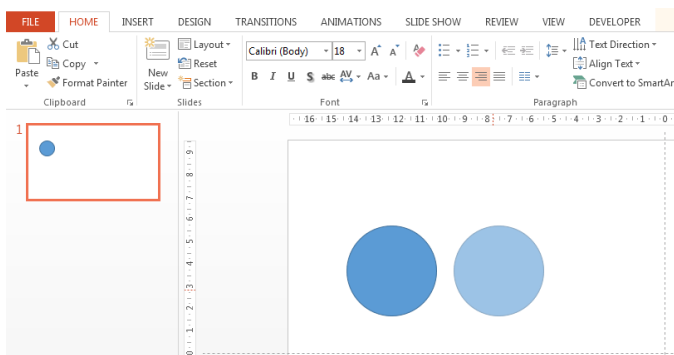 FILE HOME INSERT DESIGN TRANSITIONS ANIMATIONS SLIDE SHOW REVIEW VIEW DEVELOPER
Cut
Copy
Format Painter
Paste
Clipboard
New
Slide
Layout
Reset
Section
Slides
Calibri (Body) 18 A A
B I U S abc AV Aa A
Font
Text Direction
Align Text
Convert to SmartAr
Paragraph
16 15 14 13 12 11 10 9 8 7 6 5 4 3 2 1 0
1
9
8
7
6
5
4
3
2
1
0